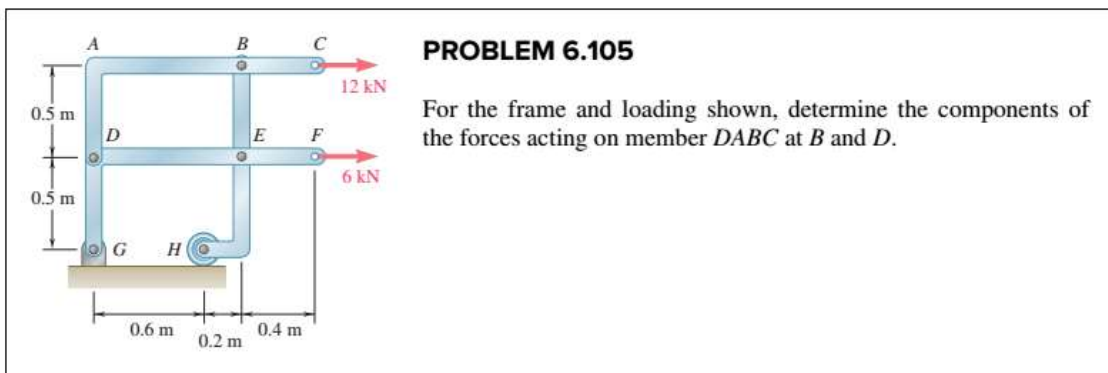 A B C
PROBLEM 6.105
12 kN
0.5 m
For the frame and loading shown, determine the components of
the forces acting on member DABC at B and D.
D E F
6 kN
0.5 m
G H
0.6 m
0.2 m
0.4 m